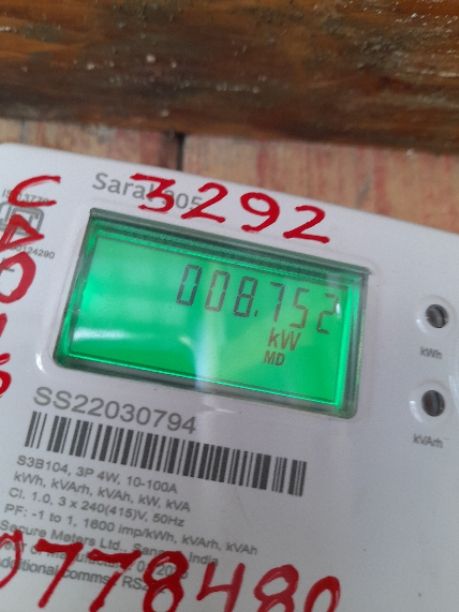 3292
008.752
kW
MD
kWh
kVArh
SS22030794
S3B104, 3P 4W, 10-100A
kWh, kVArh, kVAh, kW, kVA
Cl. 1.0, 3 x 240(415)V, 50Hz
PF: -1 to 1, 1600 imp/kWh, kVArh, kVAh
Secure Meters Ltd., India
0778480